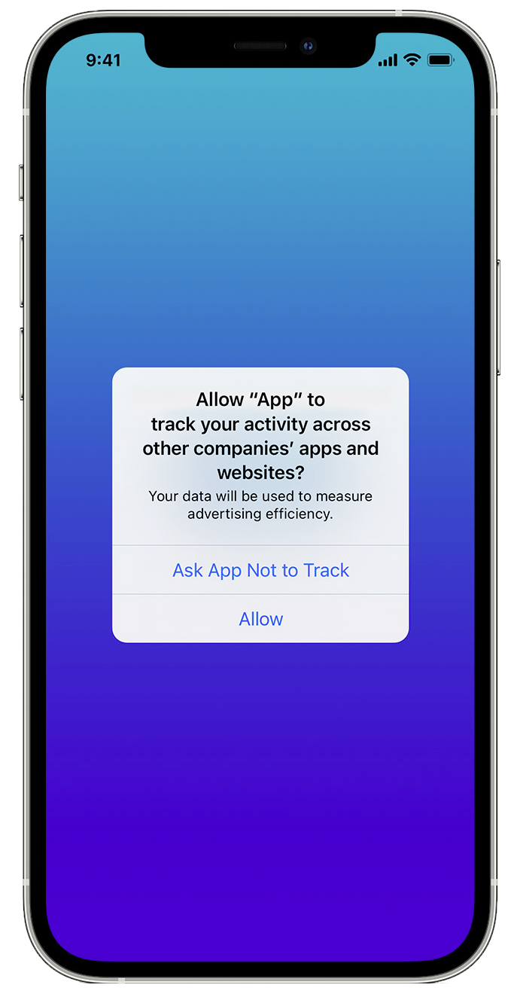 9:41
Allow “App” to
track your activity across
other companies’ apps and
websites?
Your data will be used to measure
advertising efficiency.
Ask App Not to Track
Allow